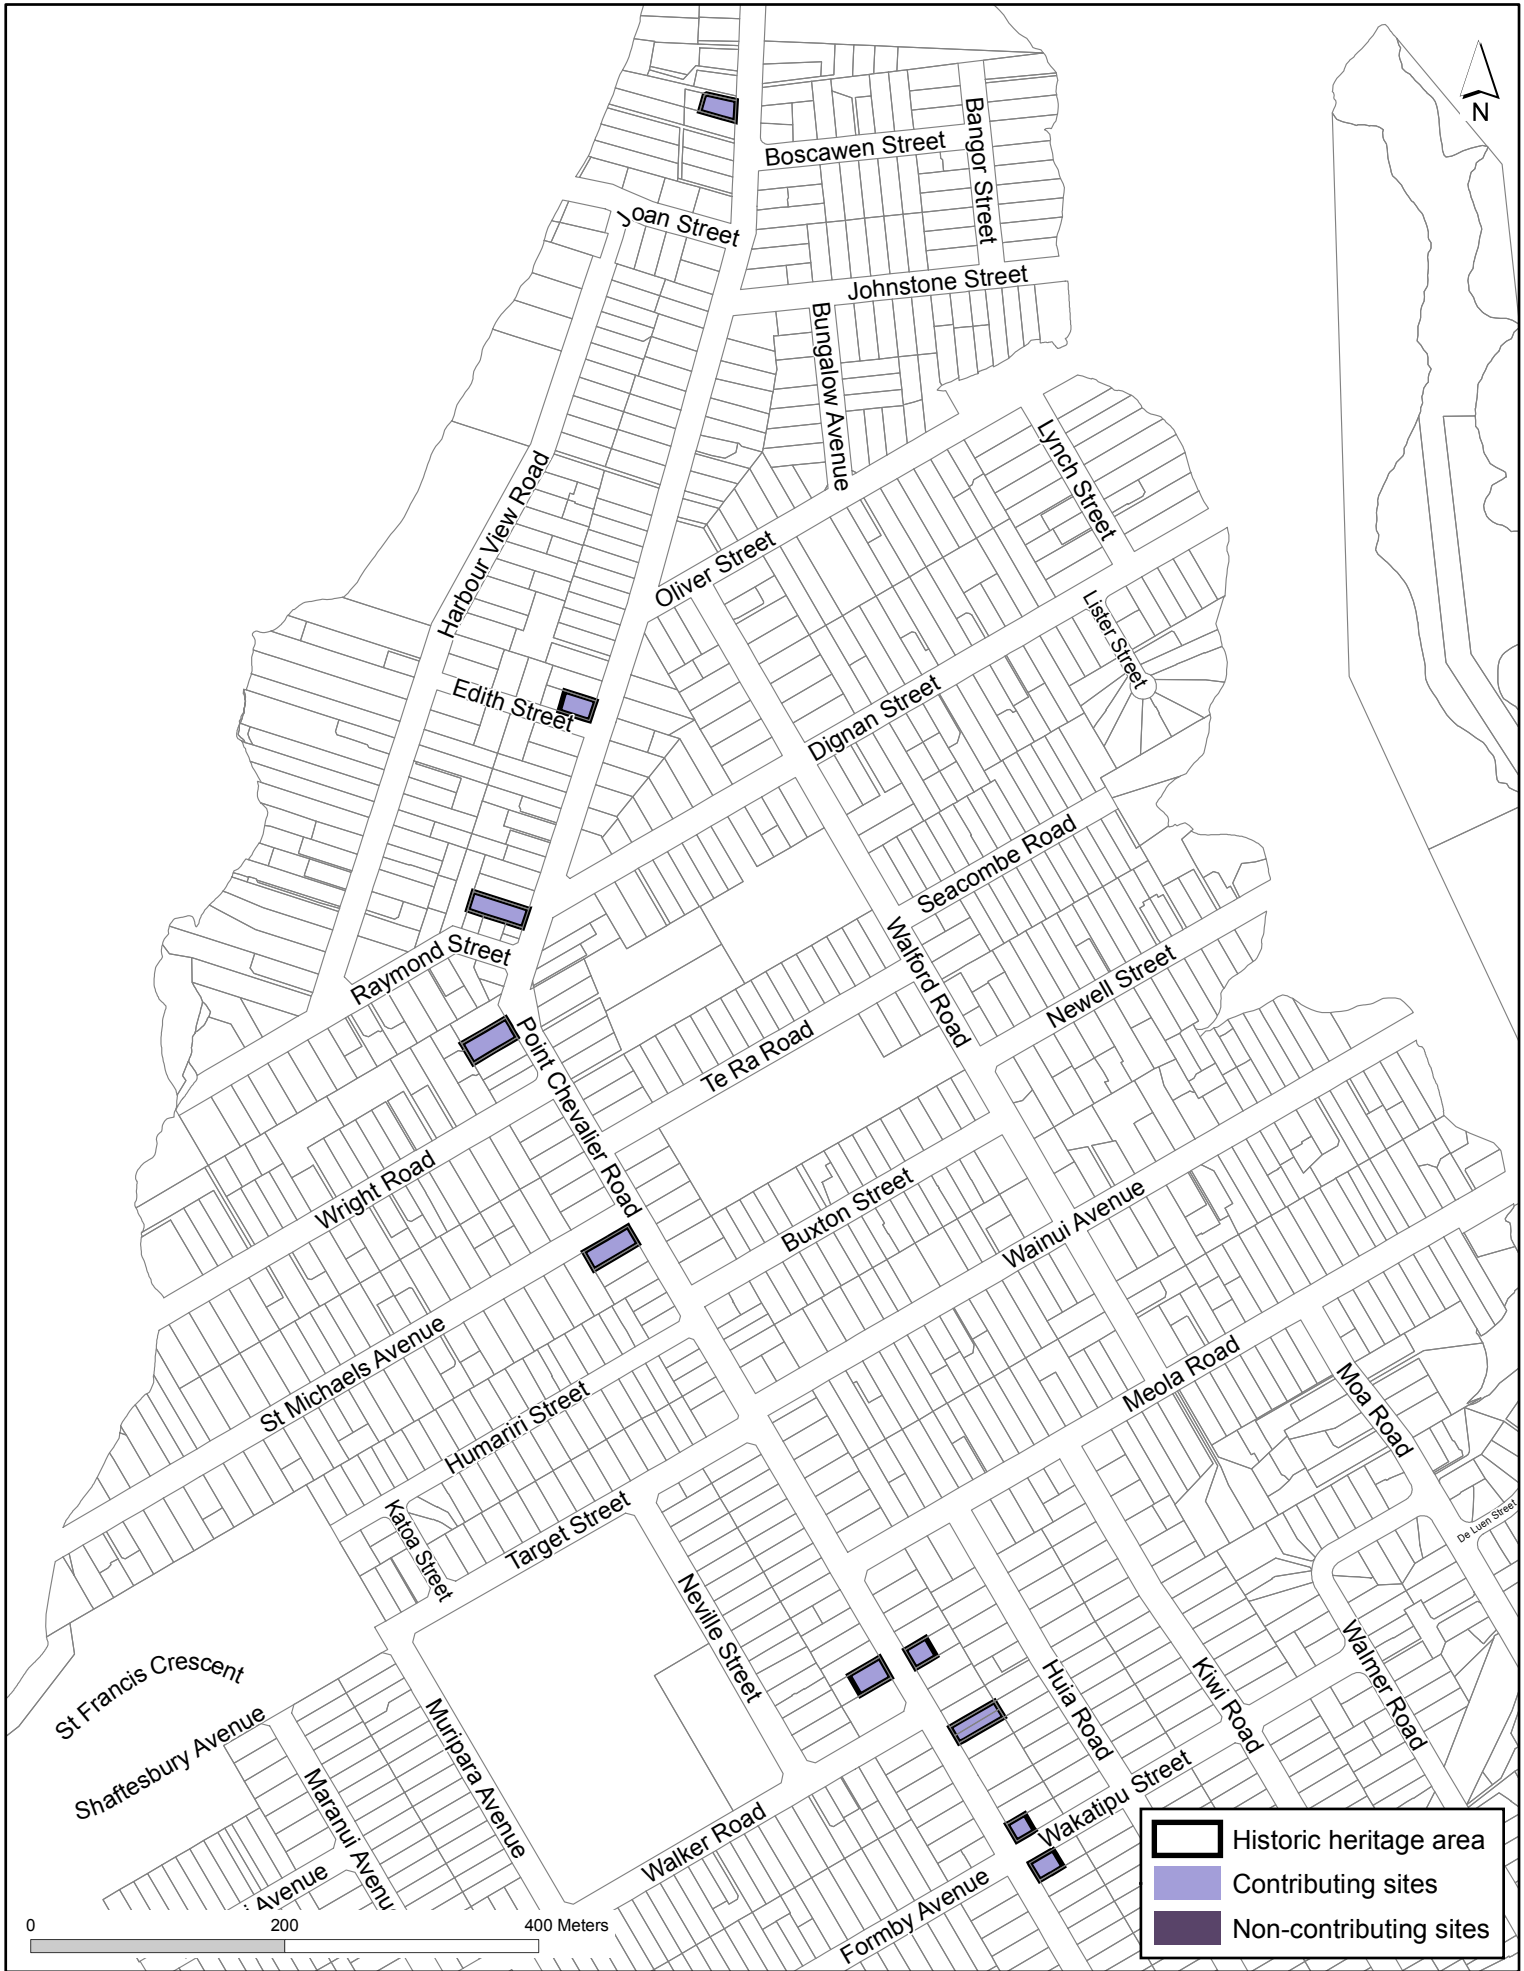 N
Boscawen Street
Bangor Street
Joan Street
Johnstone Street
Bungalow Avenue
Lynch Street
Harbour View Road
Oliver Street
Lister Street
Edith Street
Dignan Street
Seacombe Road
Walford Road
Raymond Street
Newell Street
Point Chevalier Road
Te Ra Road
Wright Road
Buxton Street
Wainui Avenue
St Michaels Avenue
Meola Road
Moa Road
Humariri Street
Katoa Street
Target Street
De Luen Street
Neville Street
St Francis Crescent
Shaftesbury Avenue
Muripara Avenue
Maranui Avenu
Huia Road
Kiwi Road
Walmer Road
Wakatipu Street
Walker Road
Formby Avenue
i Avenue
Historic heritage area
Contributing sites
Non-contributing sites
0 200 400 Meters